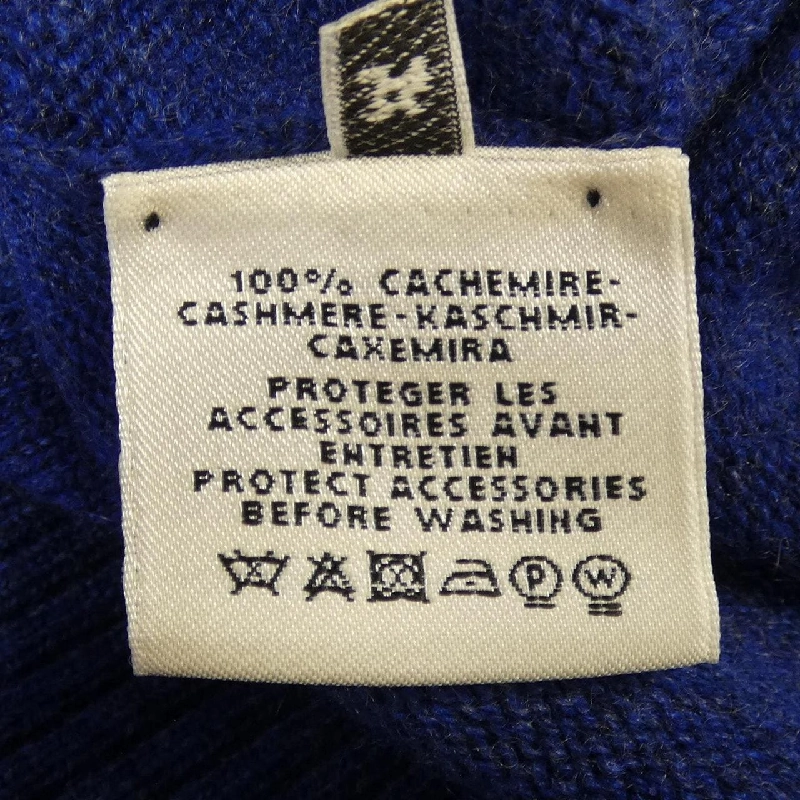 100% CACHEMIRE-
CASHMERE-KASCHMIR-
CAXEMIRA
PROTEGER LES
ACCESSOIRES AVANT
ENTRETIEN
PROTECT ACCESSORIES
BEFORE WASHING
P W